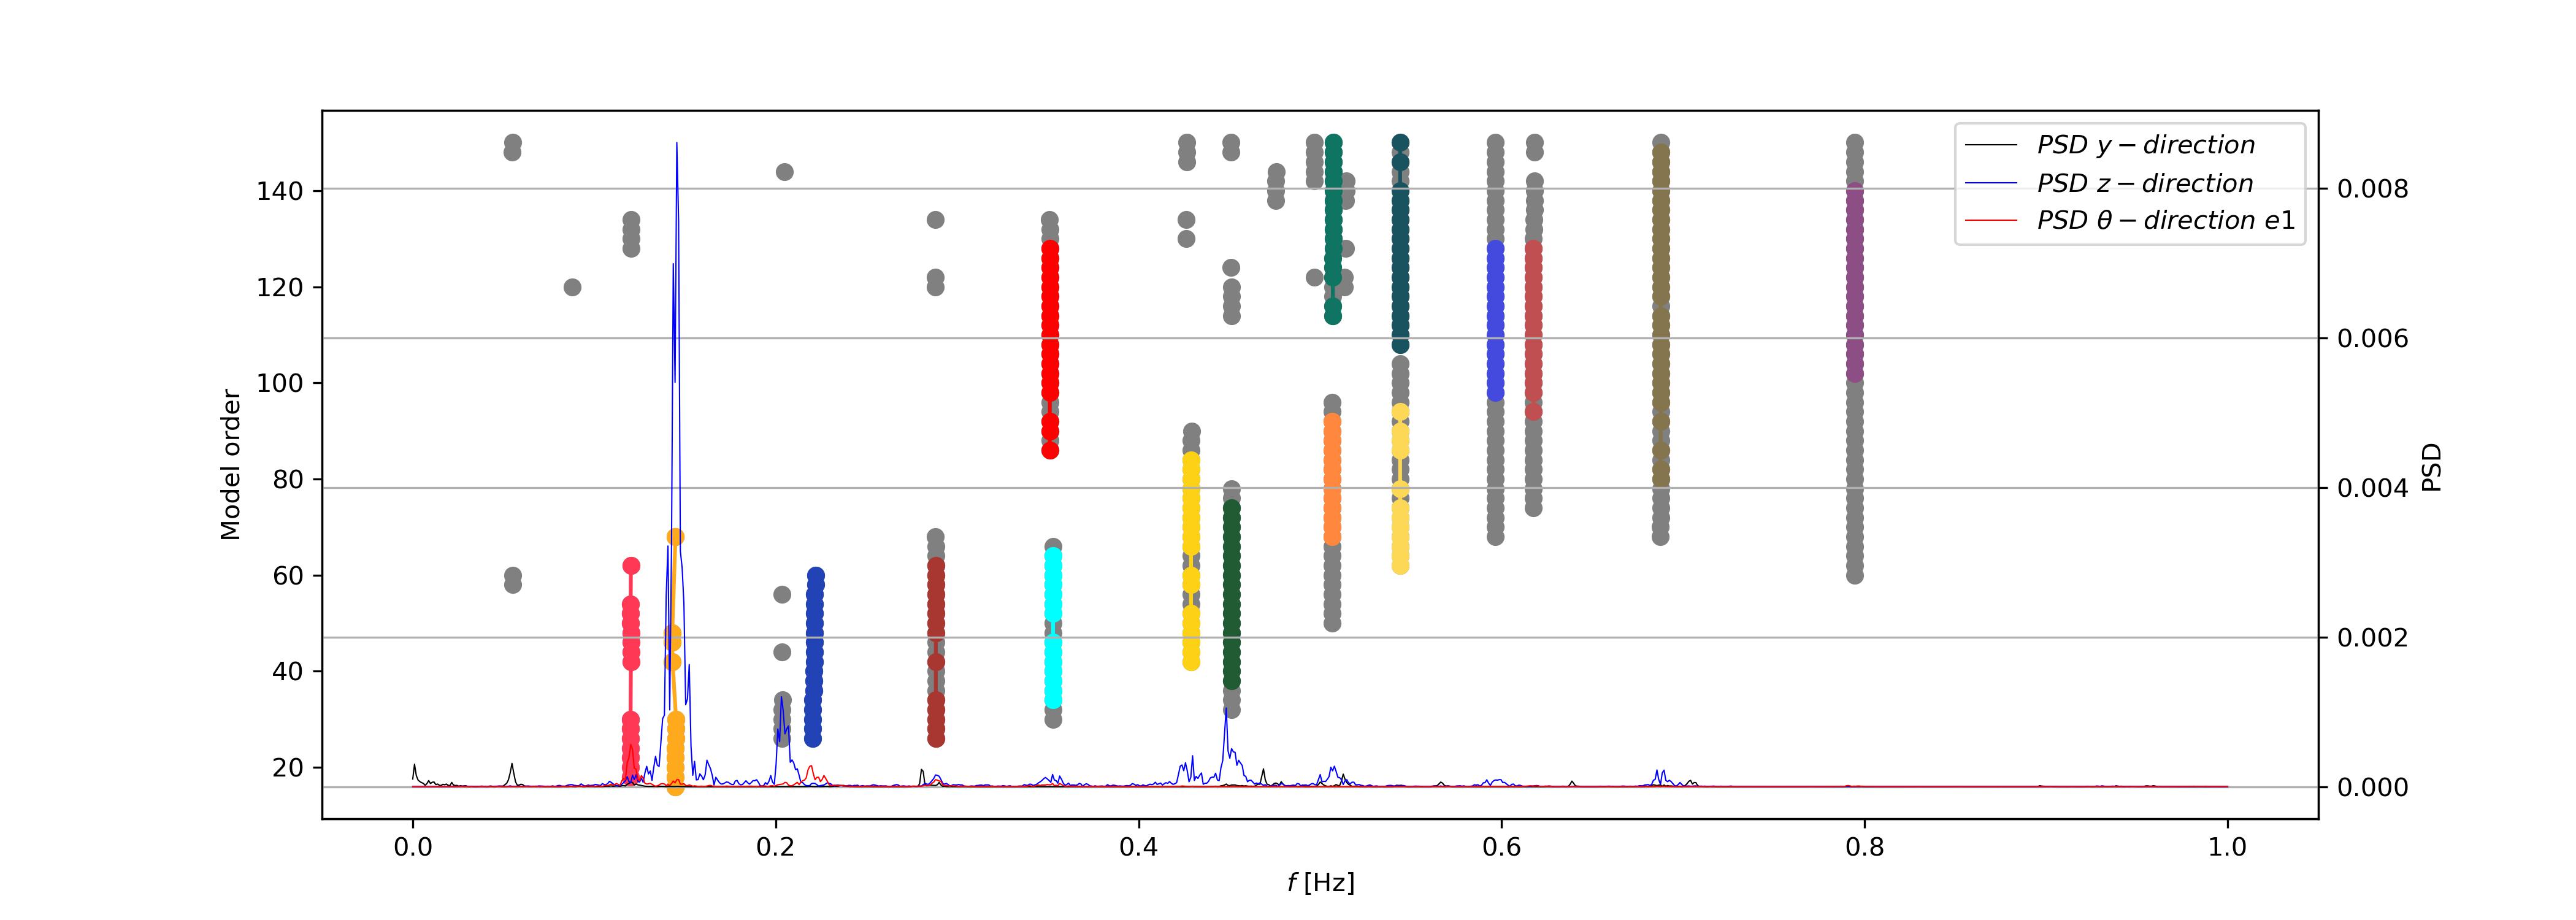 PSD y − direction
PSD z − direction
PSD θ − direction e1
Model order
140
120
100
80
60
40
20
0.008
0.006
0.004
0.002
0.000
PSD
0.0 0.2 0.4 0.6 0.8 1.0
f [Hz]